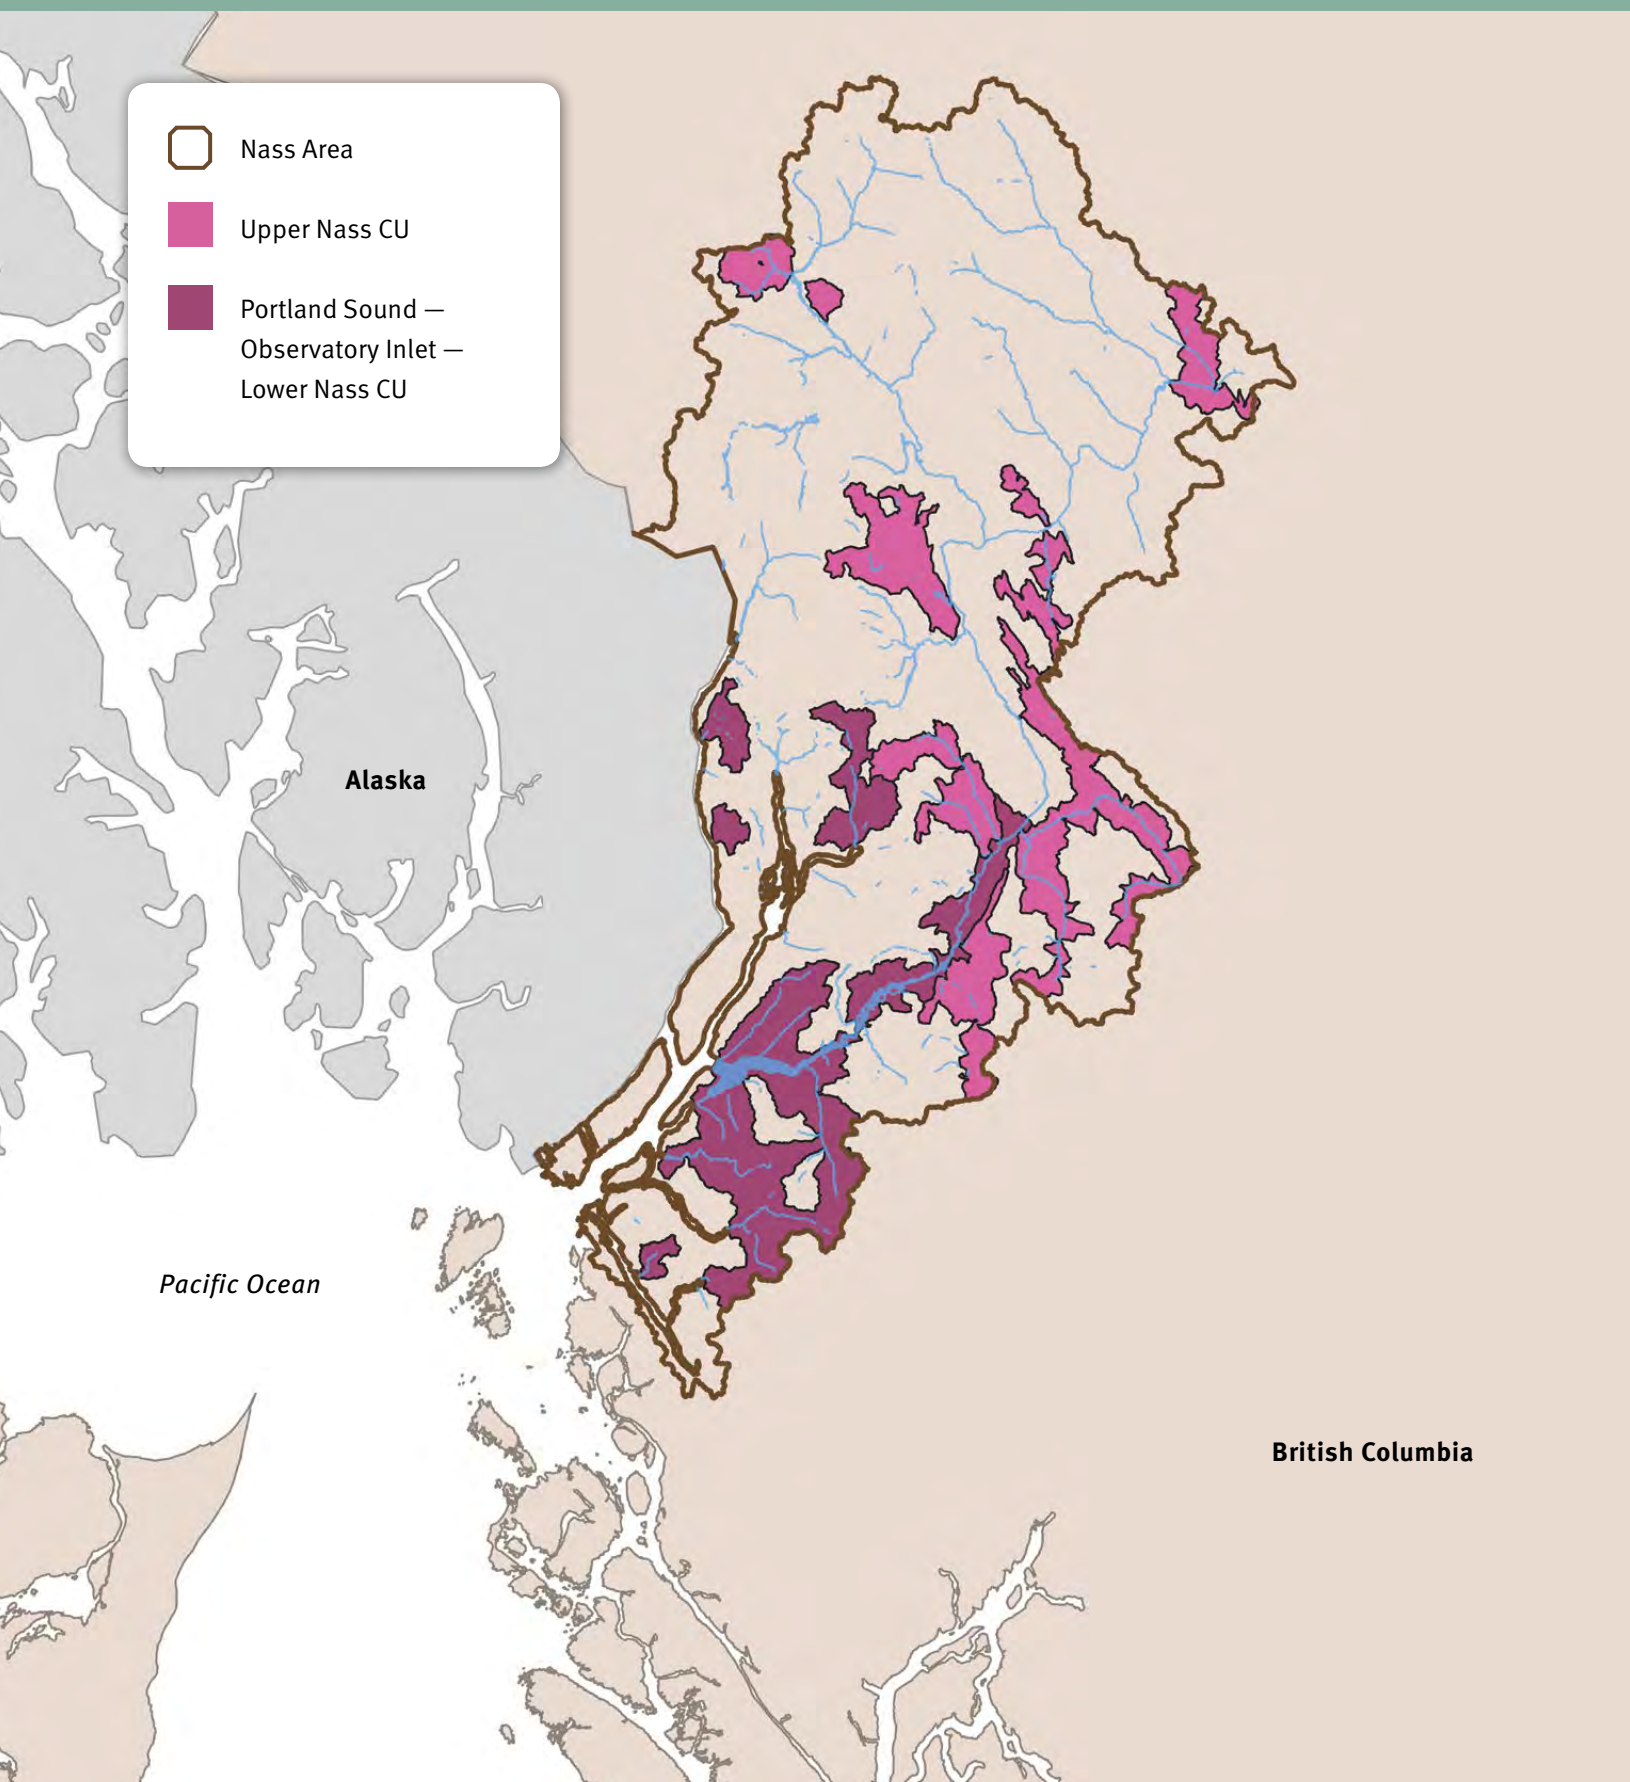 Nass Area
Upper Nass CU
Portland Sound —
Observatory Inlet —
Lower Nass CU
Alaska
Pacific Ocean
British Columbia